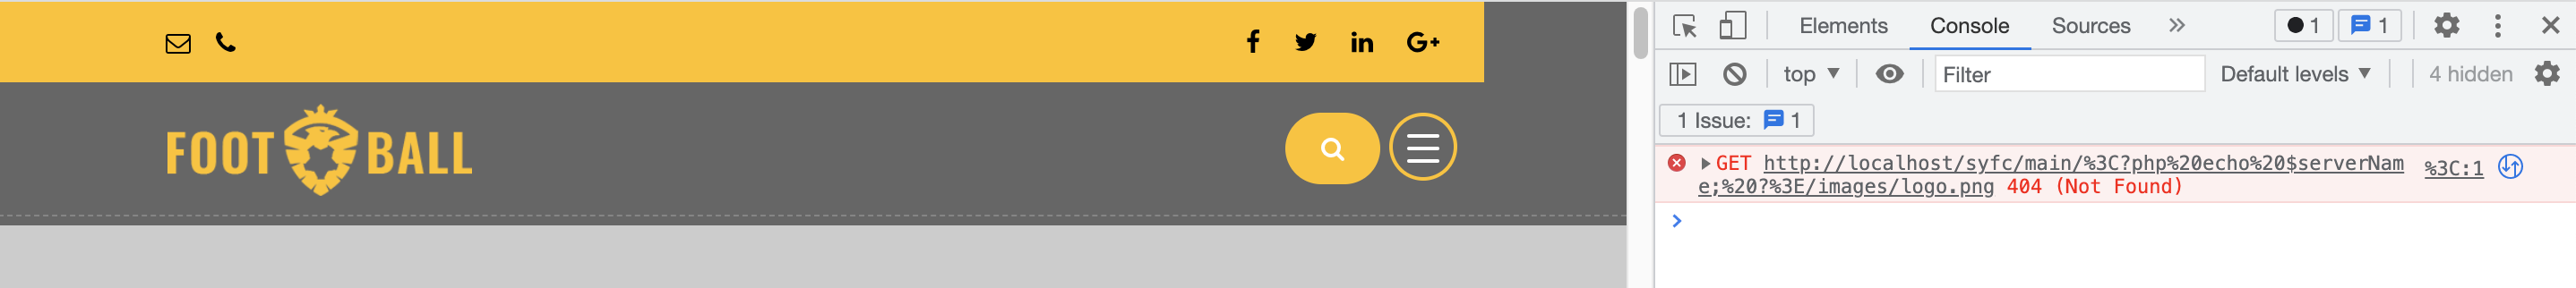 Elements Console Sources 1 1
top Filter Default levels 4 hidden
1 Issue: 1
GET http://localhost/syfc/main/%3C?php%20echo%20$serverNam %3C:1
e;%20?%3E/images/logo.png 404 (Not Found)
f in G+
FOOT BALL